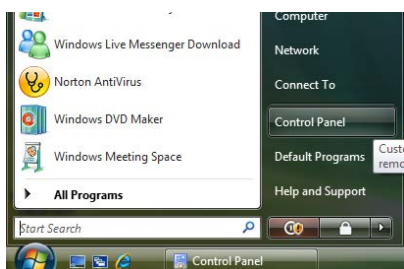 Computer
Windows Live Messenger Download
Network
Norton AntiVirus
Connect To
Windows DVD Maker
Control Panel
Windows Meeting Space
Default Programs
All Programs
Help and Support
Start Search
Control Panel